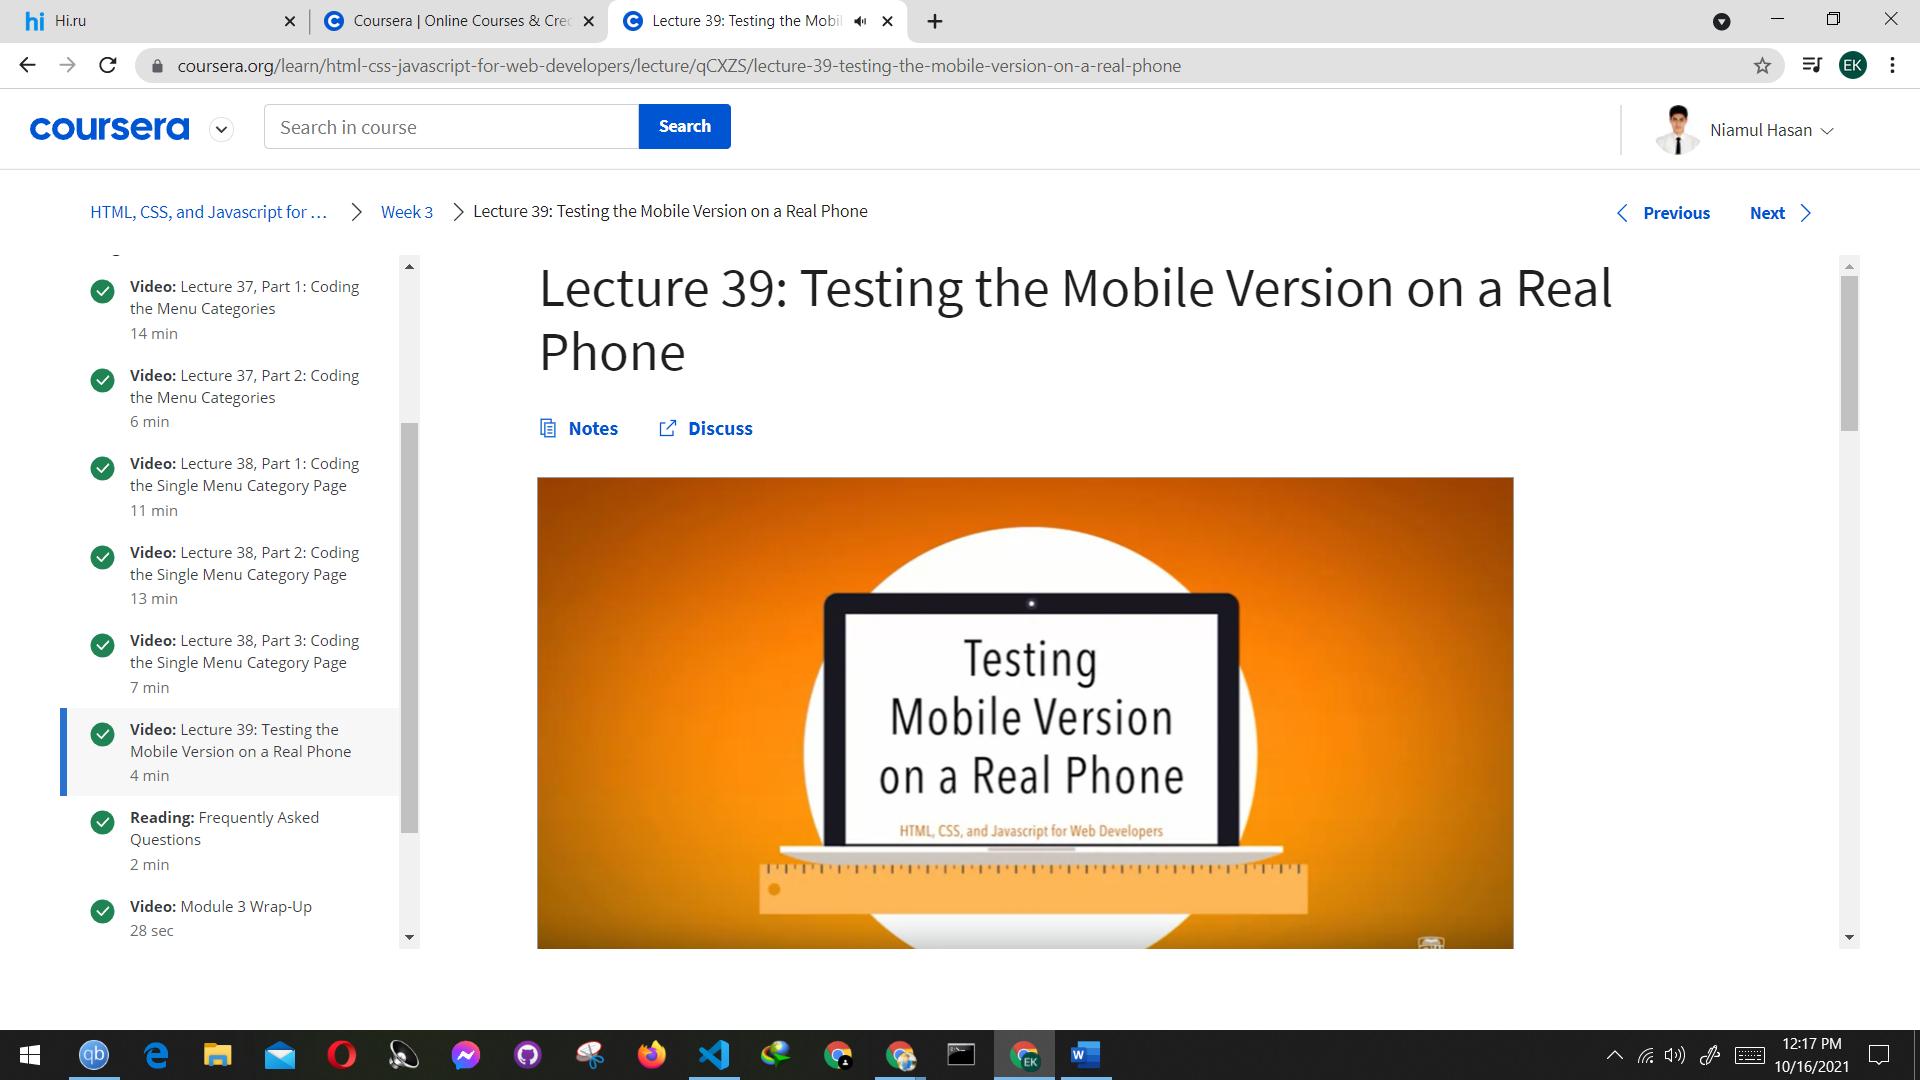 Hi.ru
Coursera | Online Courses & Cred
Lecture 39: Testing the Mobil
coursera.org/learn/html-css-javascript-for-web-developers/lecture/qCXZS/lecture-39-testing-the-mobile-version-on-a-real-phone
EK
coursera
Search in course
Search
Niamul Hasan
HTML, CSS, and Javascript for ...
Week 3
Lecture 39: Testing the Mobile Version on a Real Phone
Previous
Next
Video: Lecture 37, Part 1: Coding
the Menu Categories
14 min
Video: Lecture 37, Part 2: Coding
the Menu Categories
6 min
Video: Lecture 38, Part 1: Coding
the Single Menu Category Page
11 min
Video: Lecture 38, Part 2: Coding
the Single Menu Category Page
13 min
Video: Lecture 38, Part 3: Coding
the Single Menu Category Page
7 min
Video: Lecture 39: Testing the
Mobile Version on a Real Phone
4 min
Reading: Frequently Asked
Questions
2 min
Video: Module 3 Wrap-Up
28 sec
Lecture 39: Testing the Mobile Version on a Real
Phone
Notes
Discuss
Testing
Mobile Version
on a Real Phone
HTML, CSS, and Javascript for Web Developers
12:17 PM
10/16/2021